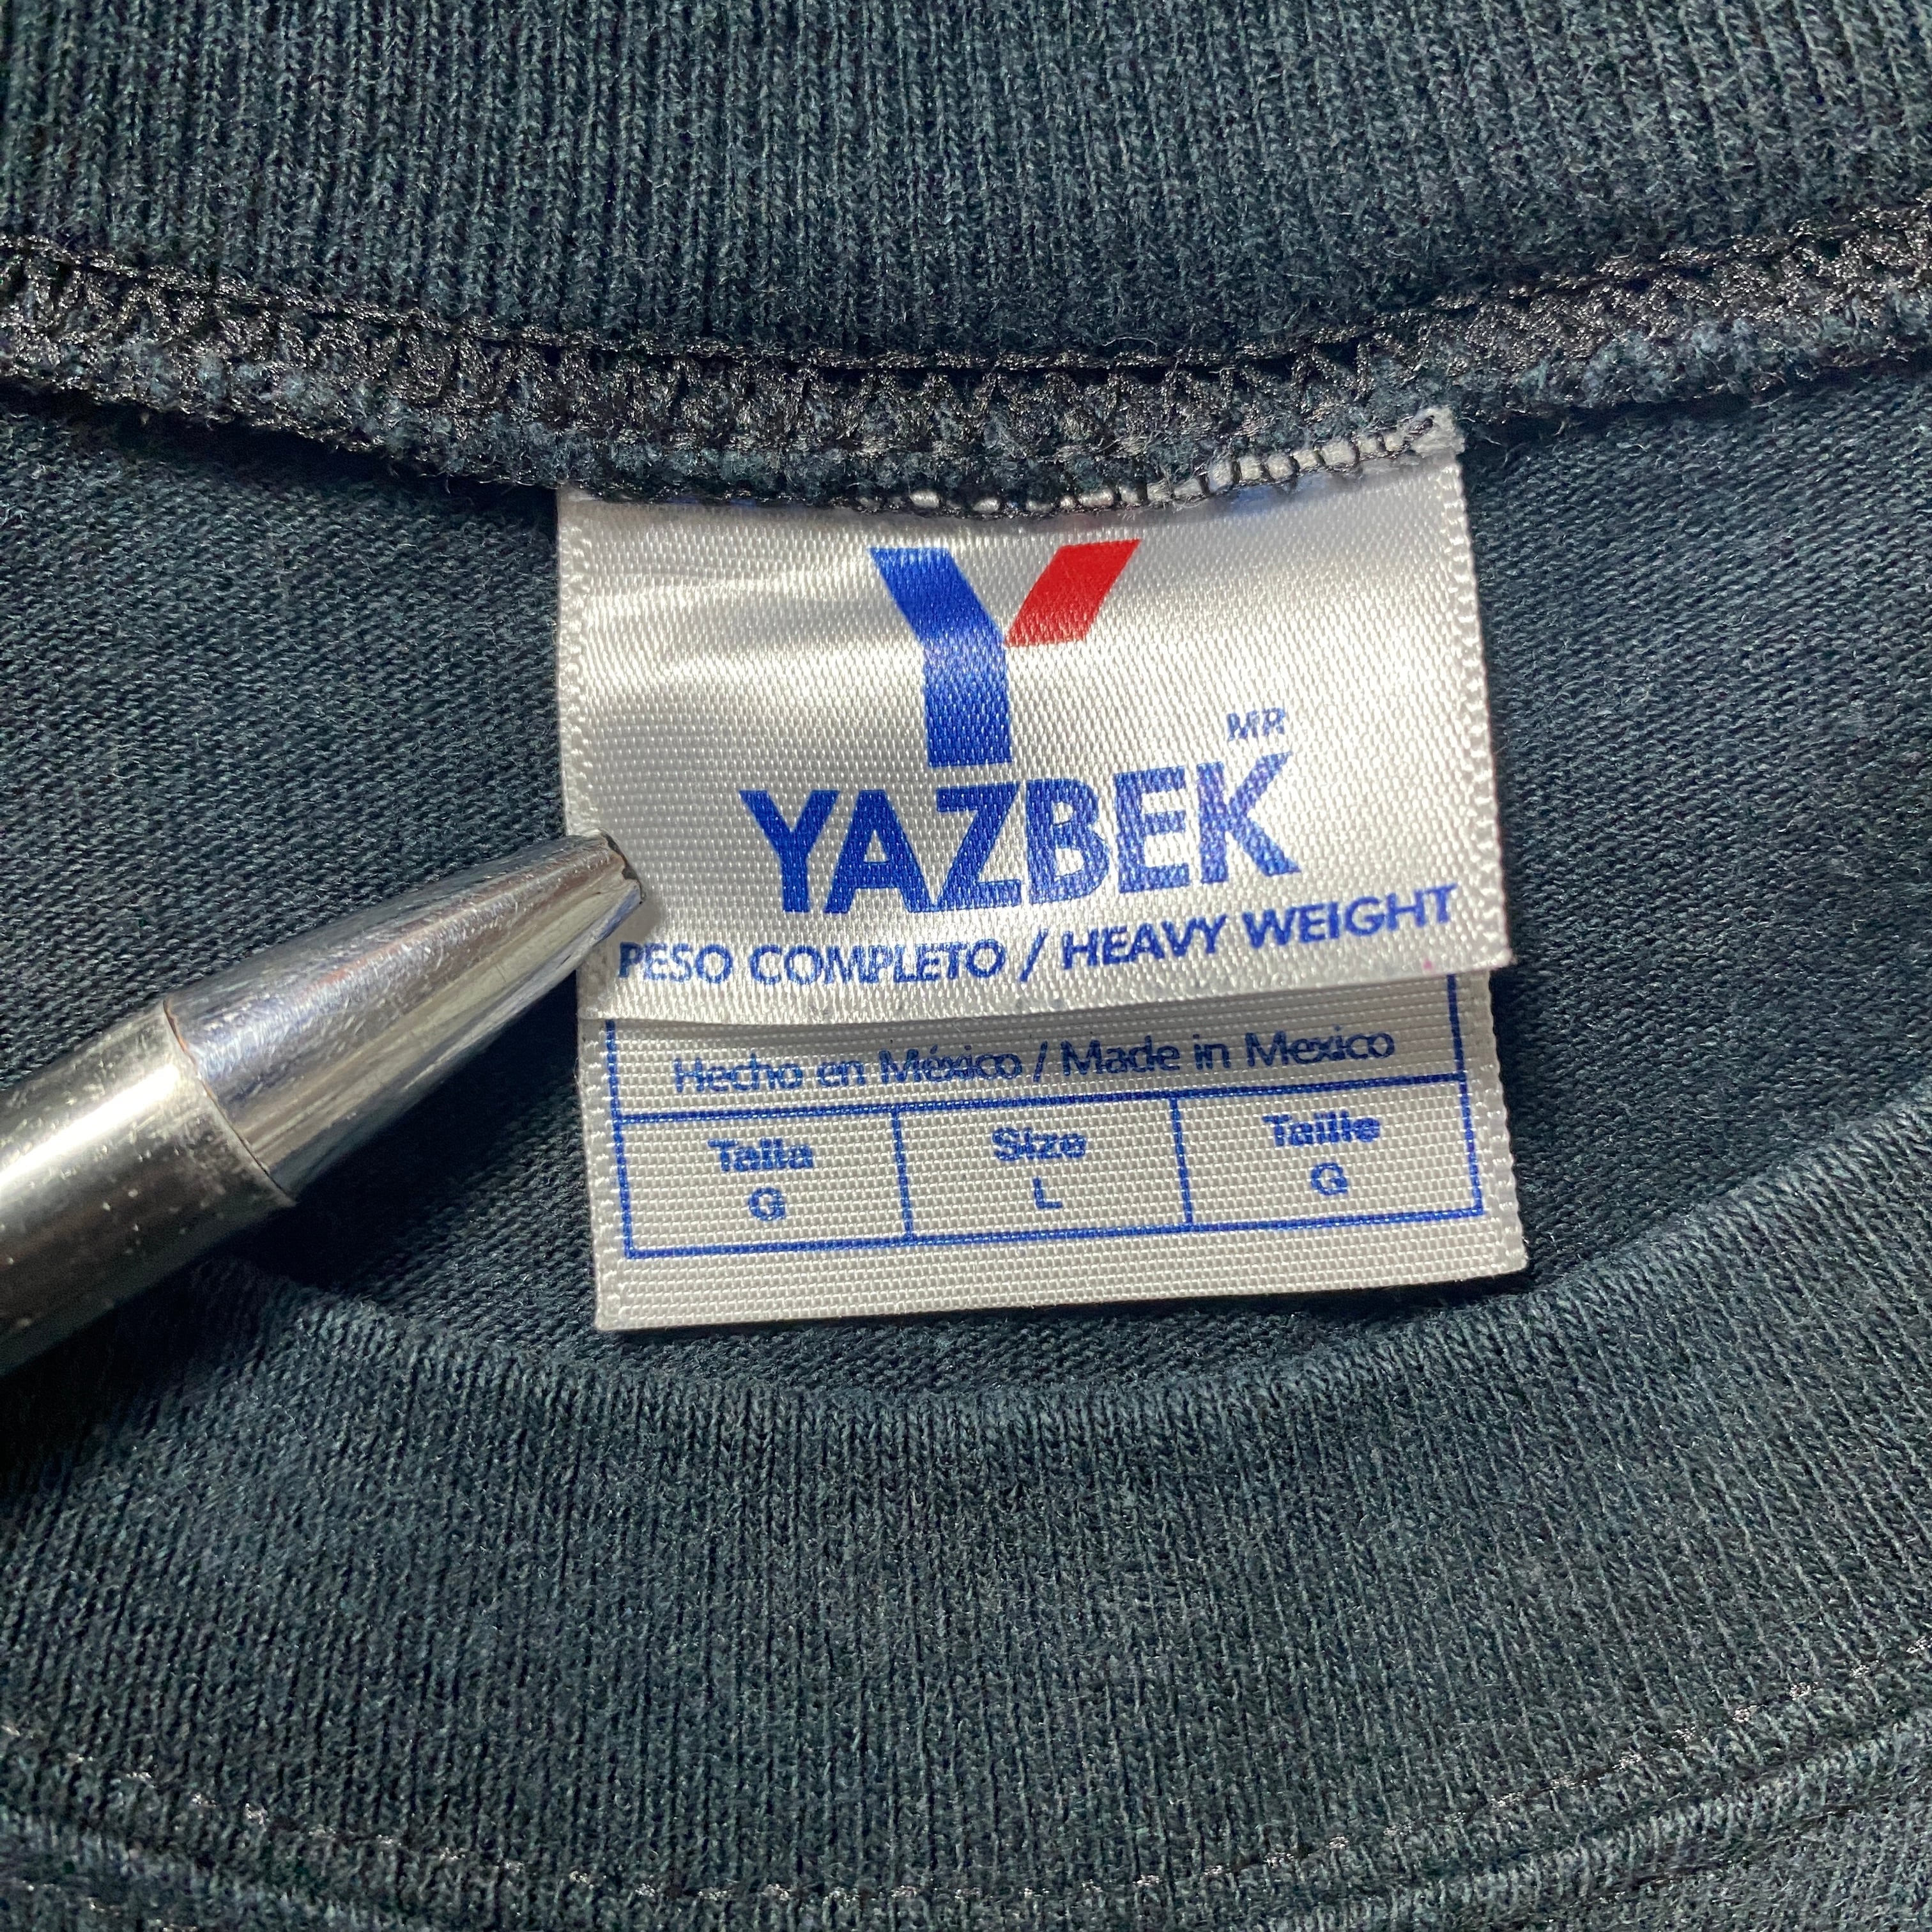 Y
MR
YAZBEK
PESO COMPLETO / HEAVY WEIGHT
Hecho en México / Made in Mexico
Talla Size Taille
G L G